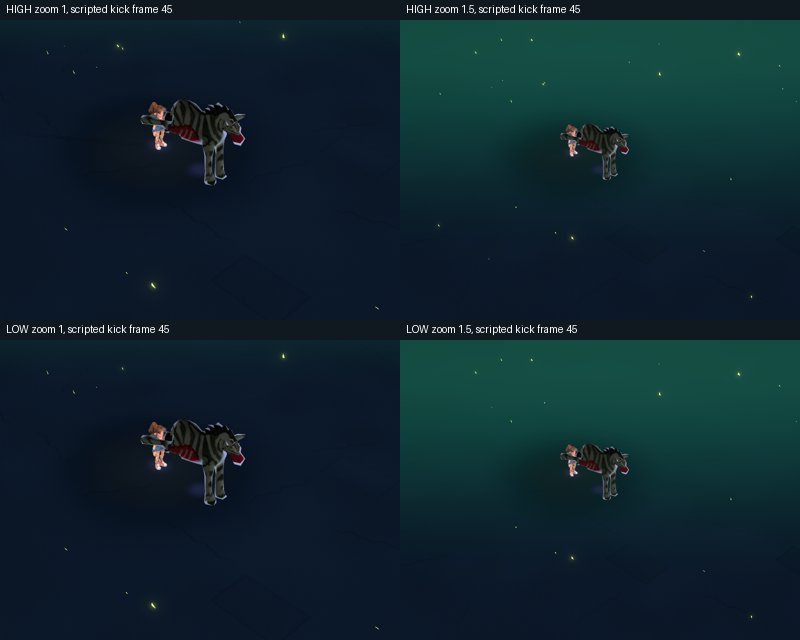 HIGH zoom 1, scripted kick frame 45
HIGH zoom 1.5, scripted kick frame 45
LOW zoom 1, scripted kick frame 45
LOW zoom 1.5, scripted kick frame 45